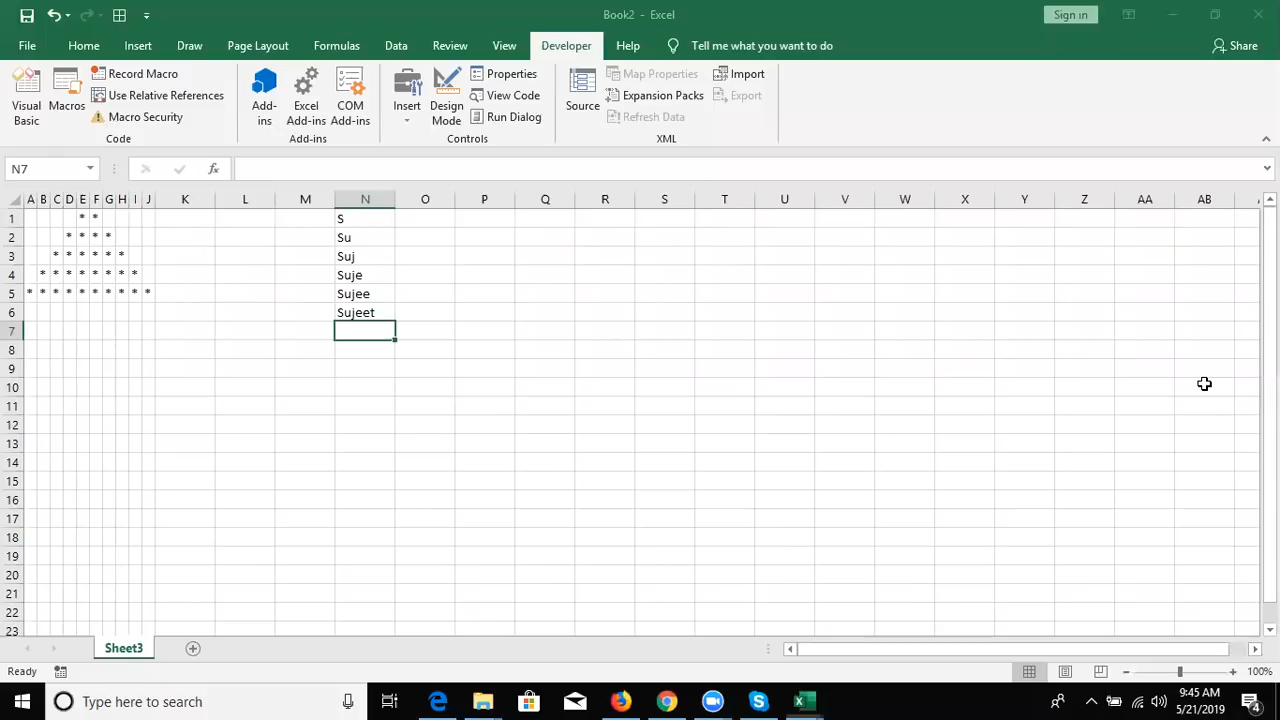 Book2 - Excel
Sign in
File Home Insert Draw Page Layout Formulas Data Review View Developer Help Tell me what you want to do Share
Visual Basic
Macros
Record Macro
Use Relative References
Macro Security
Code
Add-ins
Excel Add-ins
COM Add-ins
Add-ins
Insert
Design Mode
Properties
View Code
Run Dialog
Controls
Source
Map Properties
Expansion Packs
Refresh Data
Import
Export
XML
N7
fx
A B C D E F G H I J K L M N O P Q R S T U V W X Y Z AA AB
1 * * S
2 * * * * Su
3 * * * * * * Suj
4 * * * * * * * * Suje
5 * * * * * * * * * * Sujee
6 Sujeet
7
8
9
10
11
12
13
14
15
16
17
18
19
20
21
22
23
Sheet3
Ready
100%
Type here to search
9:45 AM
5/21/2019
4